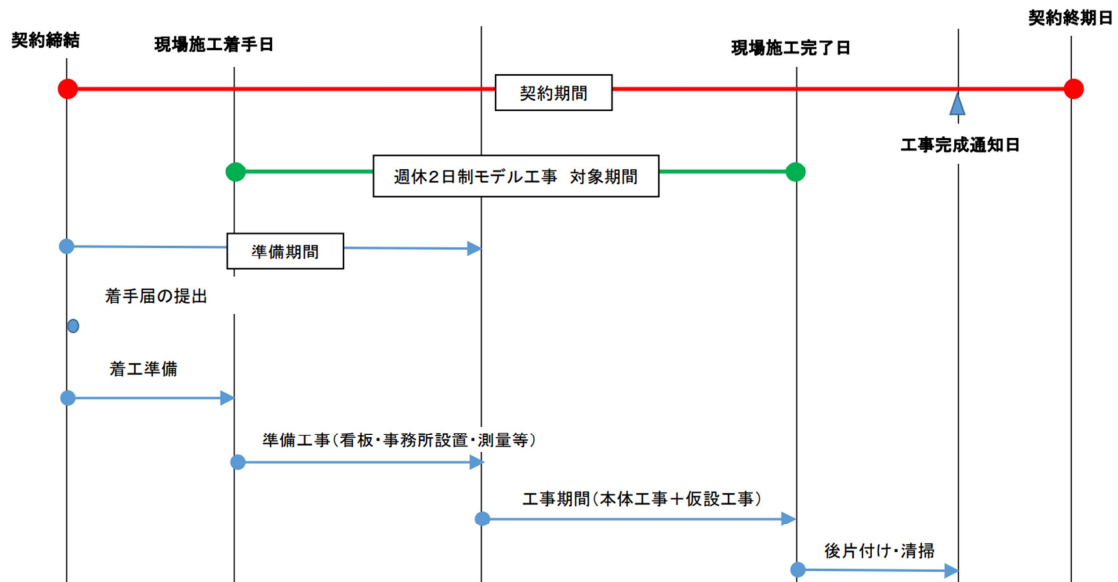 契約締結
現場施工着手日
現場施工完了日
契約終期日
契約期間
工事完成通知日
週休2日制モデル工事 対象期間
準備期間
着手届の提出
着工準備
準備工事(看板・事務所設置・測量等)
工事期間(本体工事+仮設工事)
後片付け・清掃